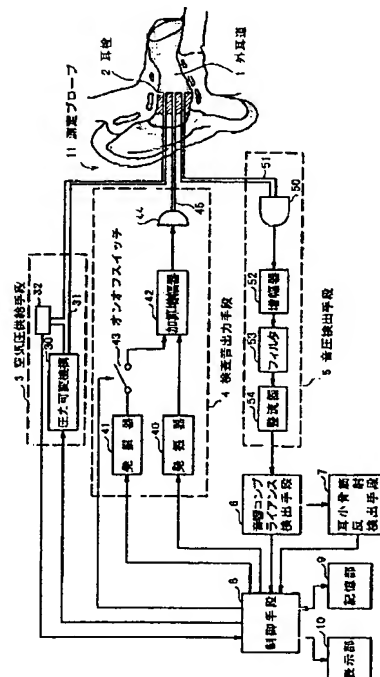 11 測定プローブ
2 耳栓
1 外耳道
3 空気圧供給手段
32
30
圧力可変機構
31
43 オンオフスイッチ
44
45
41
発振器
42
加算増幅器
40
発振器
4 検査音出力手段
51
50
52
増幅器
53
フィルタ
54
整流器
5 音圧検出手段
6
音響コンプライアンス検出手段
7
耳小骨筋反射検出手段
8
制御手段
9
記憶部
10
表示部